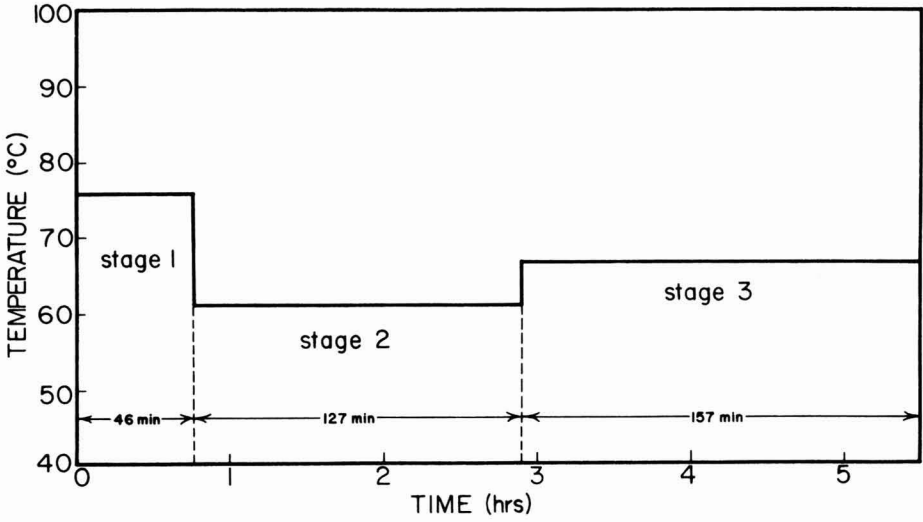 100
90
80
70
60
50
40
TEMPERATURE (°C)
stage 1
stage 2
stage 3
46 min
127 min
157 min
0 1 2 3 4 5
TIME (hrs)